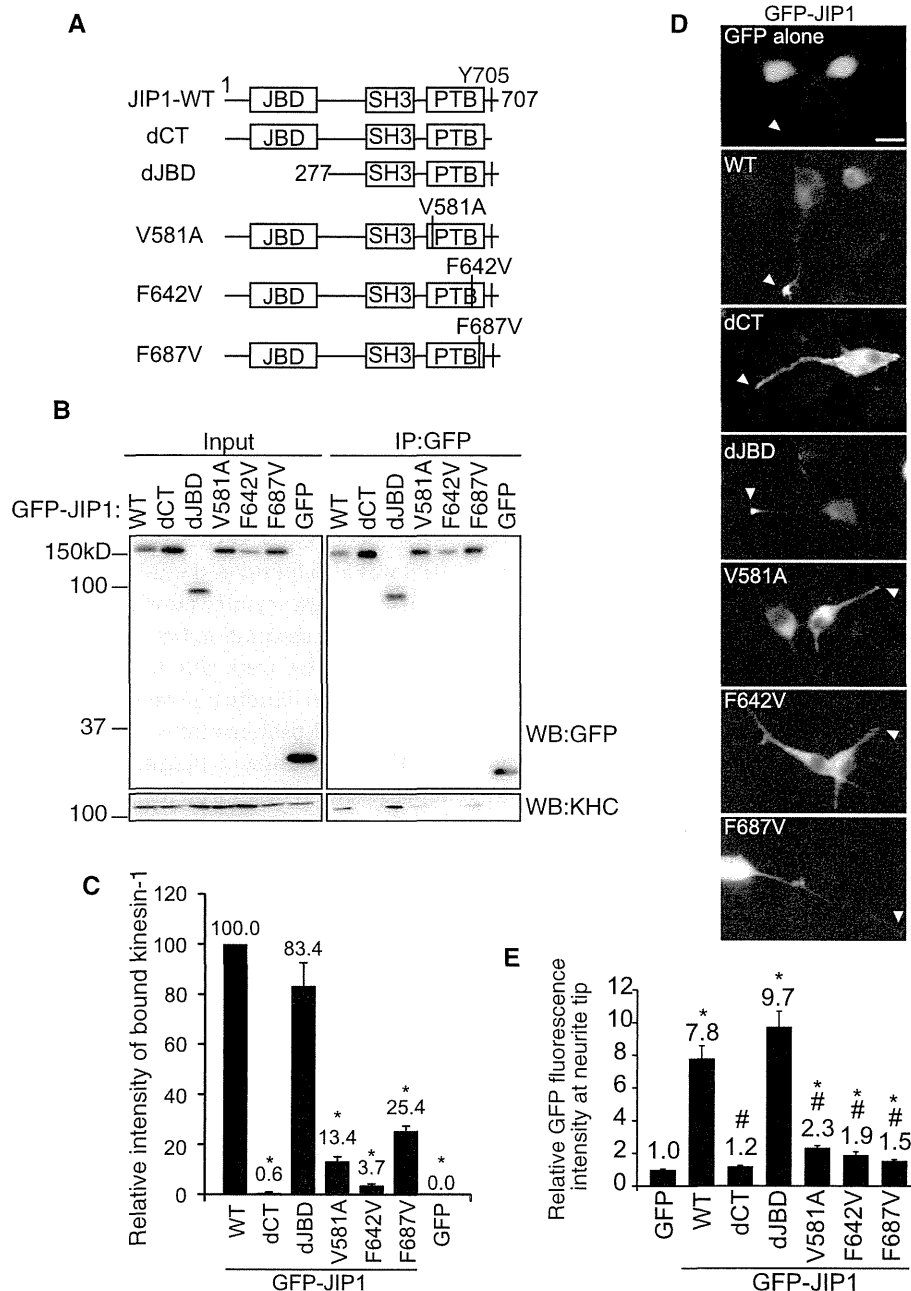 A
1
Y705
JIP1-WT JBD SH3 PTB 707
dCT JBD SH3 PTB
dJBD 277 SH3 PTB
V581A
V581A JBD SH3 PTB
F642V
F642V JBD SH3 PTB
F687V
F687V JBD SH3 PTB
B
Input IP:GFP
GFP-JIP1: WT dCT dJBD V581A F642V F687V GFP WT dCT dJBD V581A F642V F687V GFP
150kD
100
37
WB:GFP
100
WB:KHC
C
Relative intensity of bound kinesin-1
120
100
80
60
40
20
0
100.0
*
0.6
83.4
*
13.4
*
3.7
*
25.4
*
0.0
WT dCT dJBD V581A F642V F687V GFP
GFP-JIP1
D
GFP-JIP1
GFP alone
WT
dCT
dJBD
V581A
F642V
F687V
E
Relative GFP fluorescence
intensity at neurite tip
12
10
8
6
4
2
0
1.0
*
7.8
#
1.2
*
9.7
*
#
2.3
*
#
1.9
*
#
1.5
GFP WT dCT dJBD V581A F642V F687V
GFP-JIP1